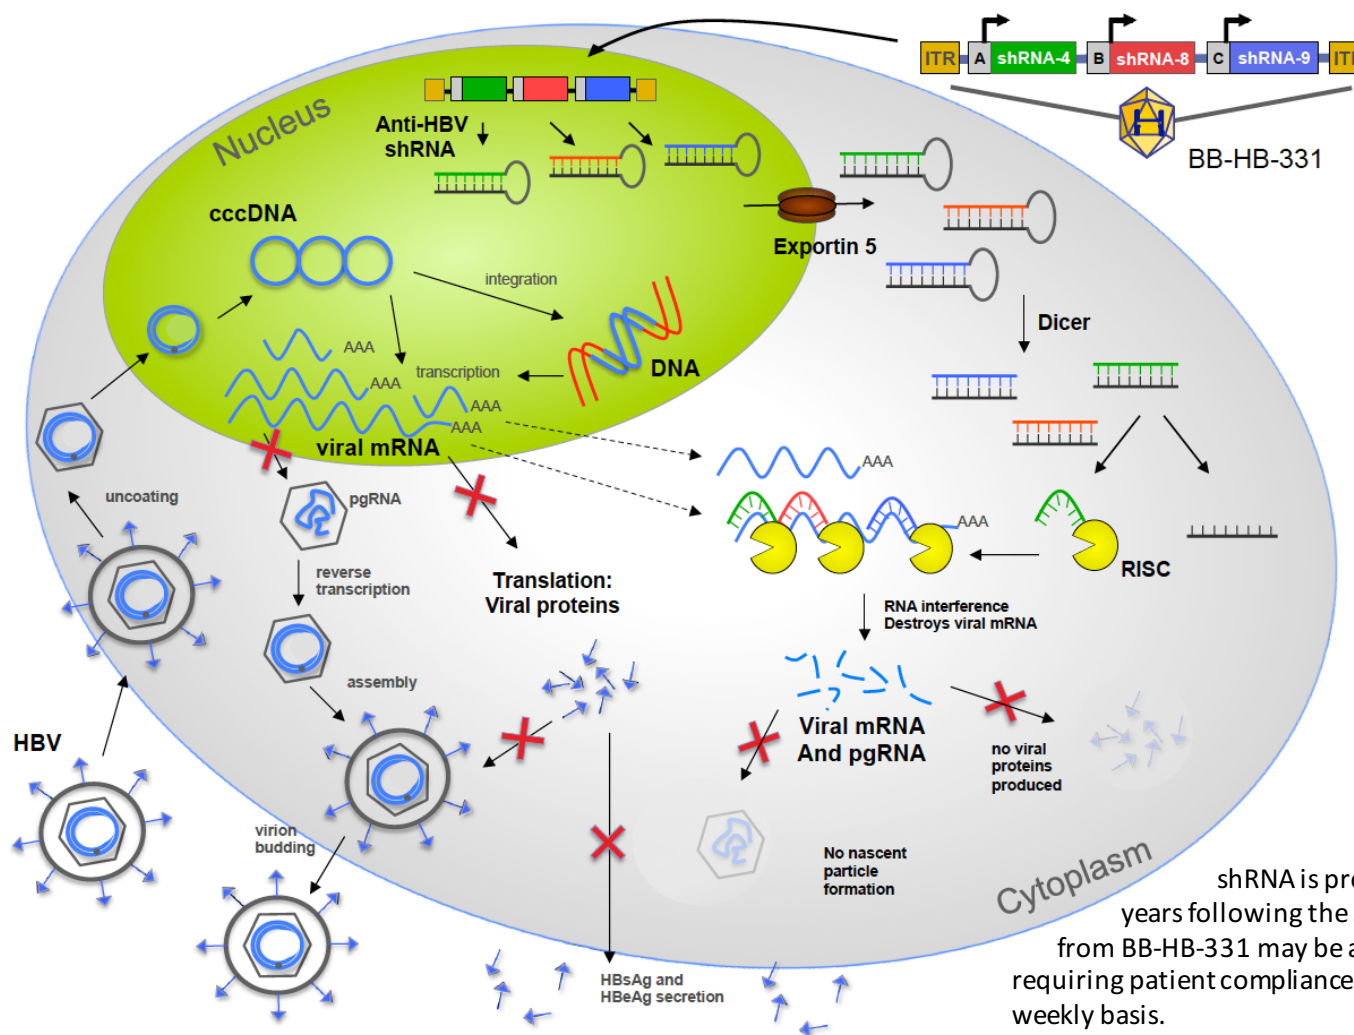 ITR A shRNA-4 B shRNA-8 C shRNA-9
BB-HB-331
Nucleus
Anti-HBV
shRNA
cccDNA
Exportin 5
integration
Dicer
DNA
AAA
transcription
AAA
AAA
AAA
viral mRNA
AAA
pgRNA
uncoating
AAA
RISC
reverse
transcription
Translation:
Viral proteins
RNA interference
Destroys viral mRNA
assembly
HBV
Viral mRNA
And pgRNA
no viral
proteins
produced
virion
budding
No nascent
particle
formation
Cytoplasm
HBsAg and
HBeAg secretion
shRNA is
years following the
from BB-HB-331 may be
requiring patient compliance
weekly basis.